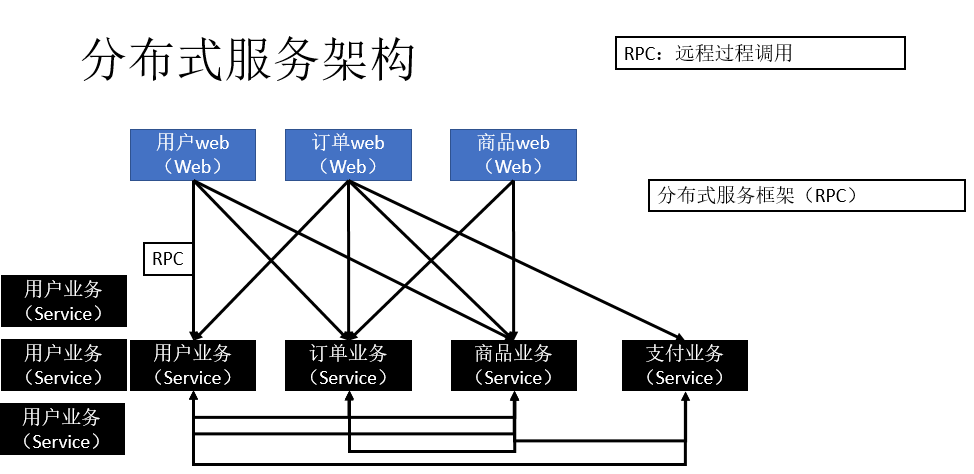 分布式服务架构
RPC：远程过程调用
用户web
（Web）
订单web
（Web）
商品web
（Web）
分布式服务框架（RPC）
RPC
用户业务
（Service）
用户业务
（Service）
用户业务
（Service）
订单业务
（Service）
商品业务
（Service）
支付业务
（Service）
用户业务
（Service）